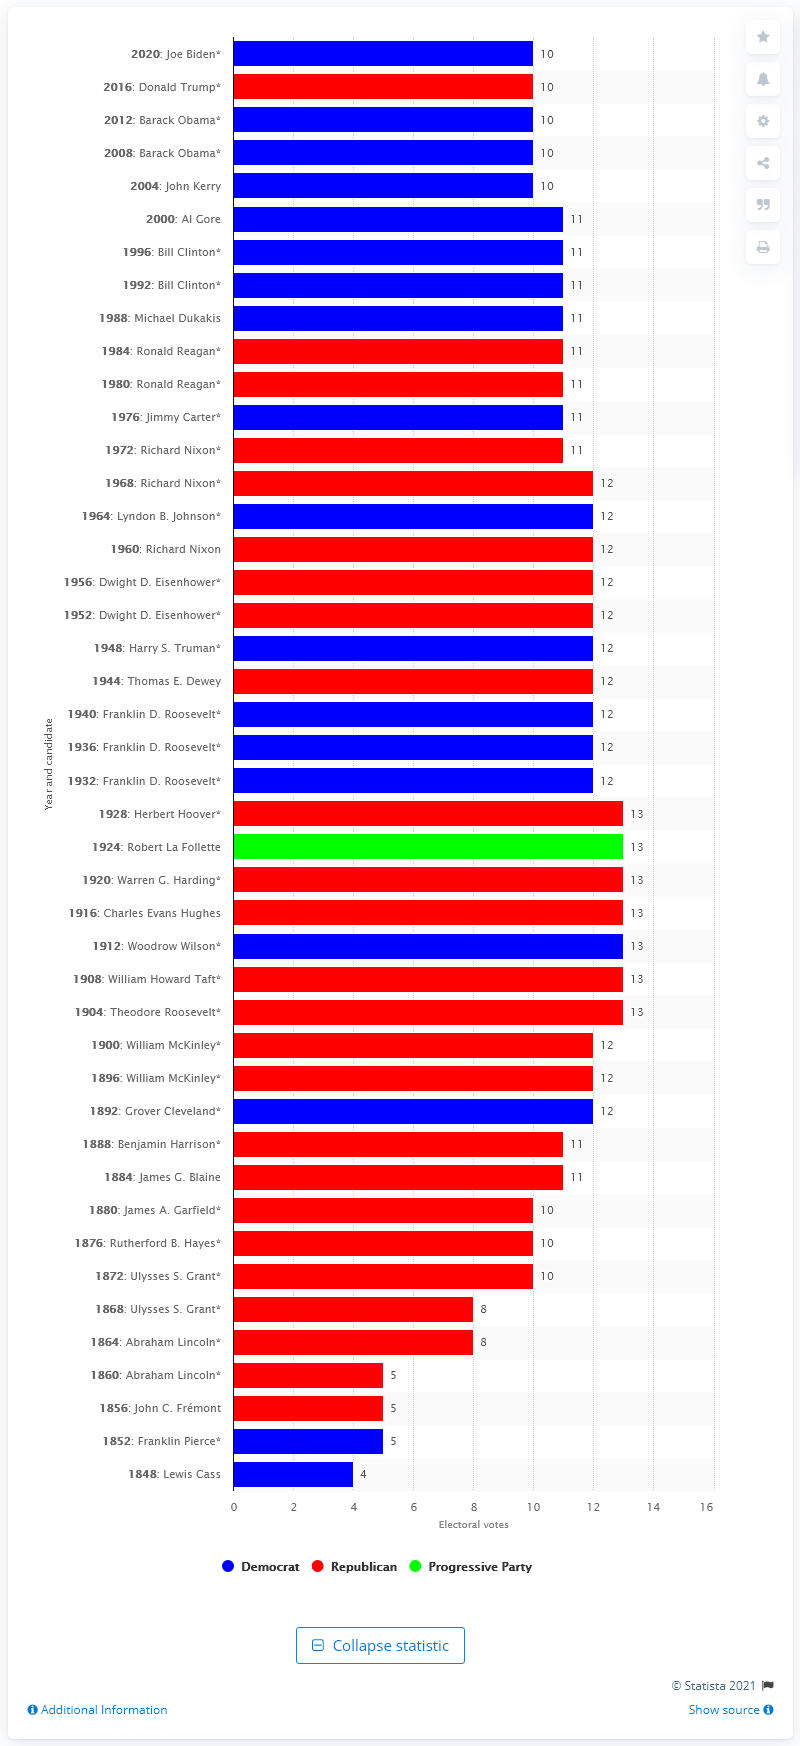 2020: Joe Biden* 10
2016: Donald Trump* 10
2012: Barack Obama* 10
2008: Barack Obama* 10
2004: John Kerry 10
2000: Al Gore 11
1996: Bill Clinton* 11
1992: Bill Clinton* 11
1988: Michael Dukakis 11
1984: Ronald Reagan* 11
1980: Ronald Reagan* 11
1976: Jimmy Carter* 11
1972: Richard Nixon* 11
1968: Richard Nixon* 12
1964: Lyndon B. Johnson* 12
1960: Richard Nixon 12
1956: Dwight D. Eisenhower* 12
1952: Dwight D. Eisenhower* 12
1948: Harry S. Truman* 12
1944: Thomas E. Dewey 12
1940: Franklin D. Roosevelt* 12
1936: Franklin D. Roosevelt* 12
1932: Franklin D. Roosevelt* 12
Year and candidate
1928: Herbert Hoover* 13
1924: Robert La Follette 13
1920: Warren G. Harding* 13
1916: Charles Evans Hughes 13
1912: Woodrow Wilson* 13
1908: William Howard Taft* 13
1904: Theodore Roosevelt* 13
1900: William McKinley* 12
1896: William McKinley* 12
1892: Grover Cleveland* 12
1888: Benjamin Harrison* 11
1884: James G. Blaine 11
1880: James A. Garfield* 10
1876: Rutherford B. Hayes* 10
1872: Ulysses S. Grant* 10
1868: Ulysses S. Grant* 8
1864: Abraham Lincoln* 8
1860: Abraham Lincoln* 5
1856: John C. Frémont 5
1852: Franklin Pierce* 5
1848: Lewis Cass 4
0 2 4 6 8 10 12 14 16
Electoral votes
Democrat Republican Progressive Party
Collapse statistic
© Statista 2021
Additional Information Show source